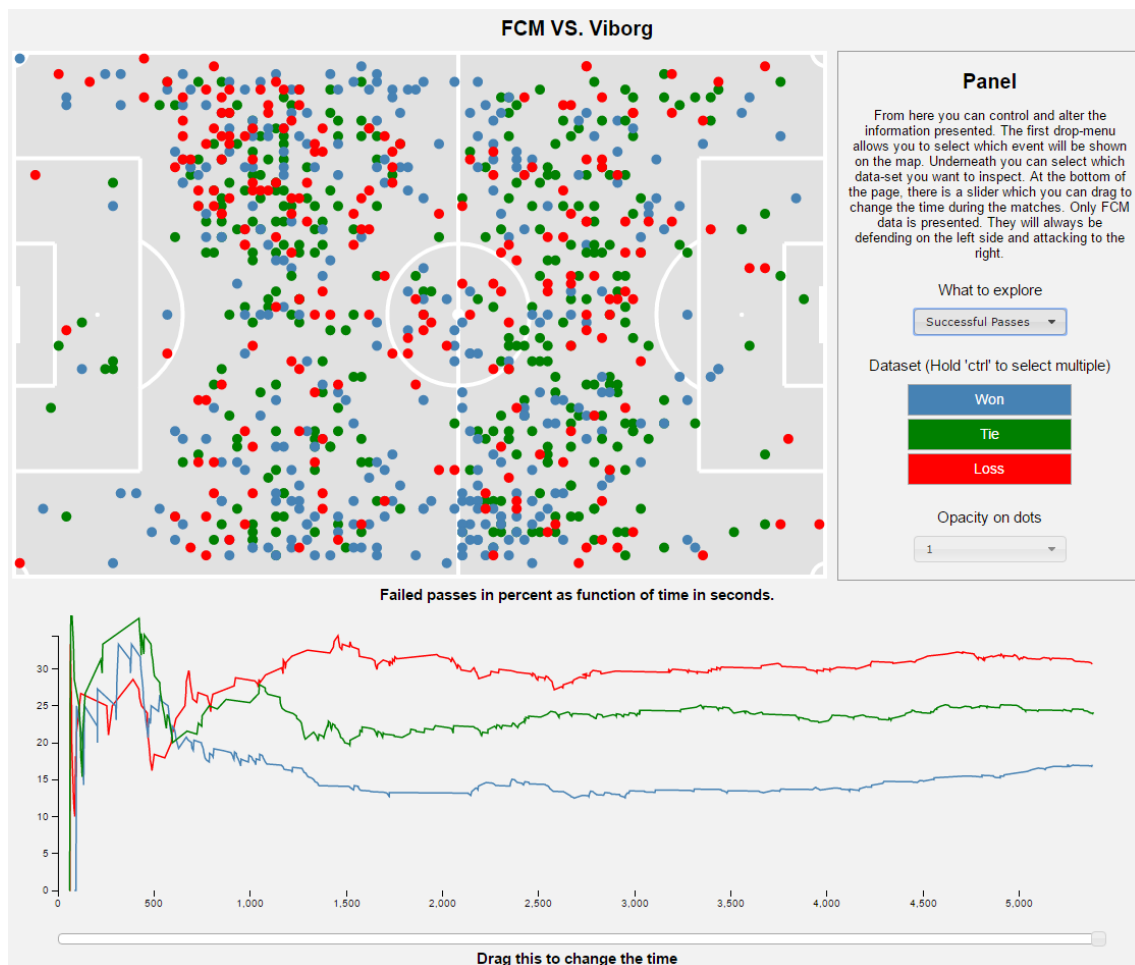 FCM VS. Viborg
Panel
From here you can control and alter the
information presented. The first drop-menu
allows you to select which event will be shown
on the map. Underneath you can select which
data-set you want to inspect. At the bottom of
the page, there is a slider which you can drag to
change the time during the matches. Only FCM
data is presented. They will always be
defending on the left side and attacking to the
right.
What to explore
Successful Passes
Dataset (Hold 'ctrl' to select multiple)
Won
Tie
Loss
Opacity on dots
1
Failed passes in percent as function of time in seconds.
30
25
20
15
10
5
0
0 500 1,000 1,500 2,000 2,500 3,000 3,500 4,000 4,500 5,000
Drag this to change the time